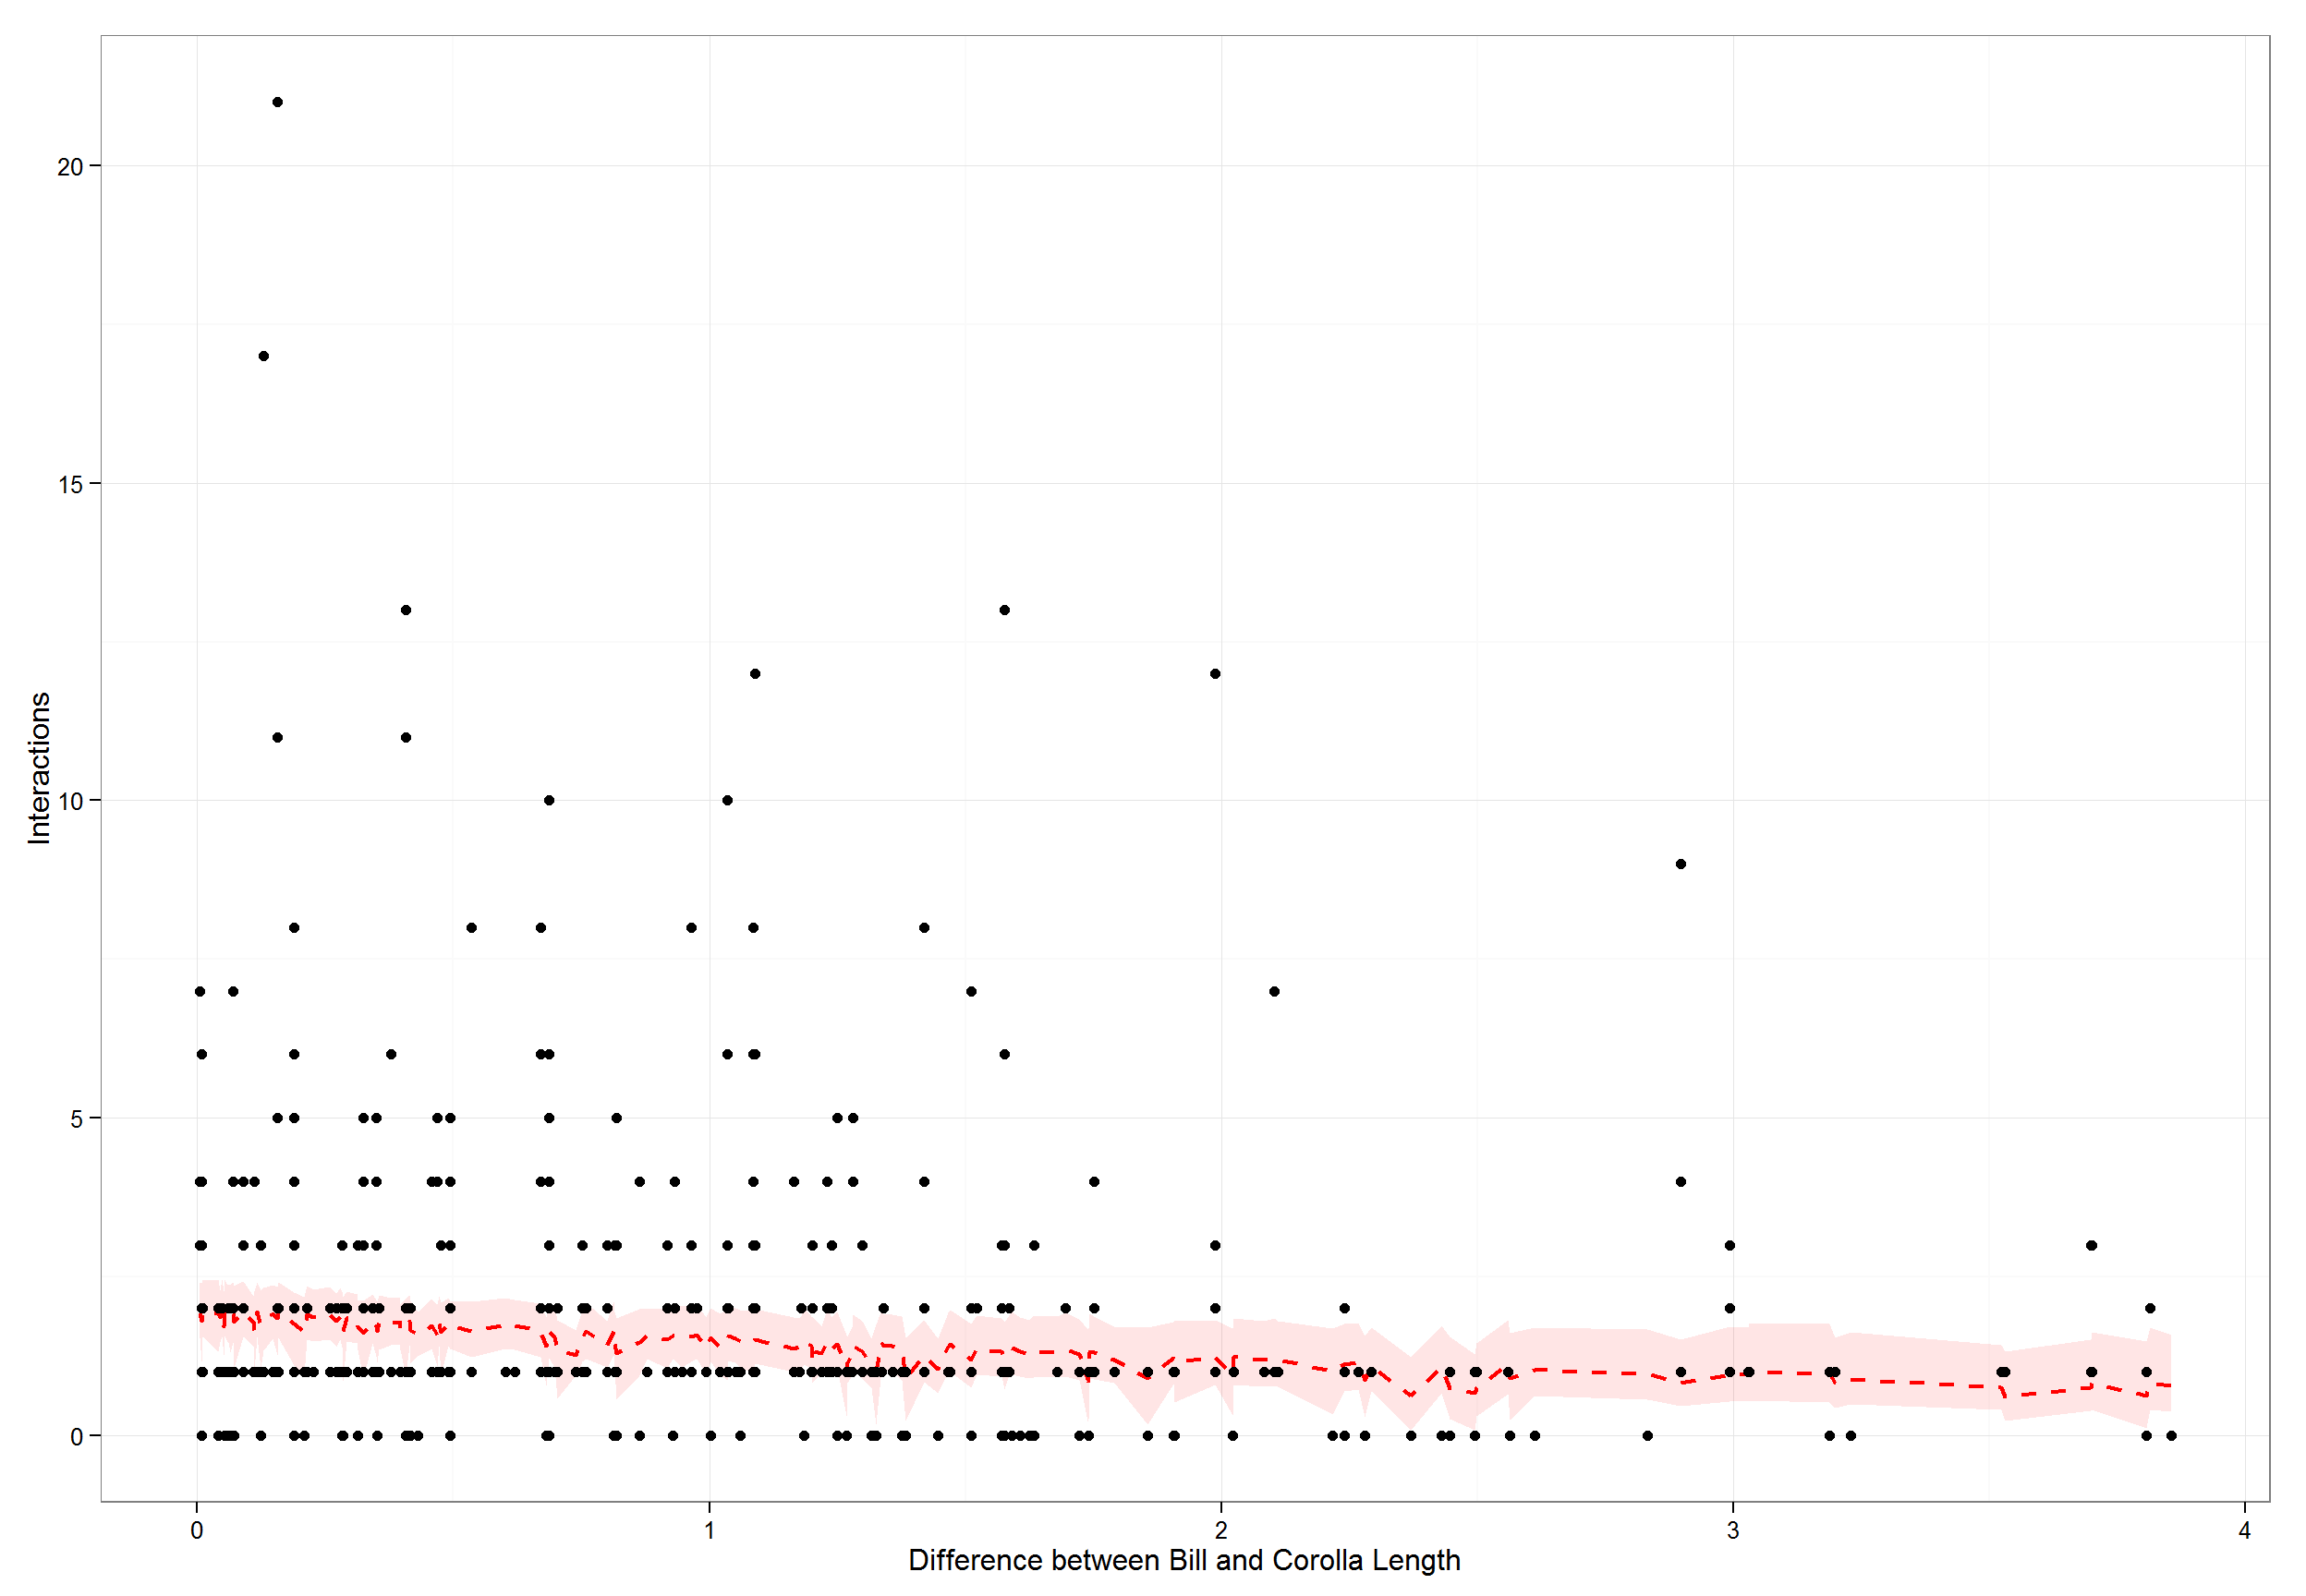 20
15
10
5
0
Interactions
0 1 2 3 4
Difference between Bill and Corolla Length